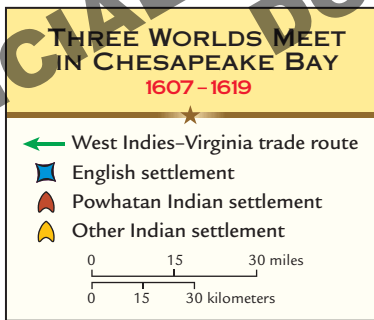 THREE WORLDS MEET
IN CHESAPEAKE BAY
1607–1619
West Indies–Virginia trade route
English settlement
Powhatan Indian settlement
Other Indian settlement
0 15 30 miles
0 15 30 kilometers